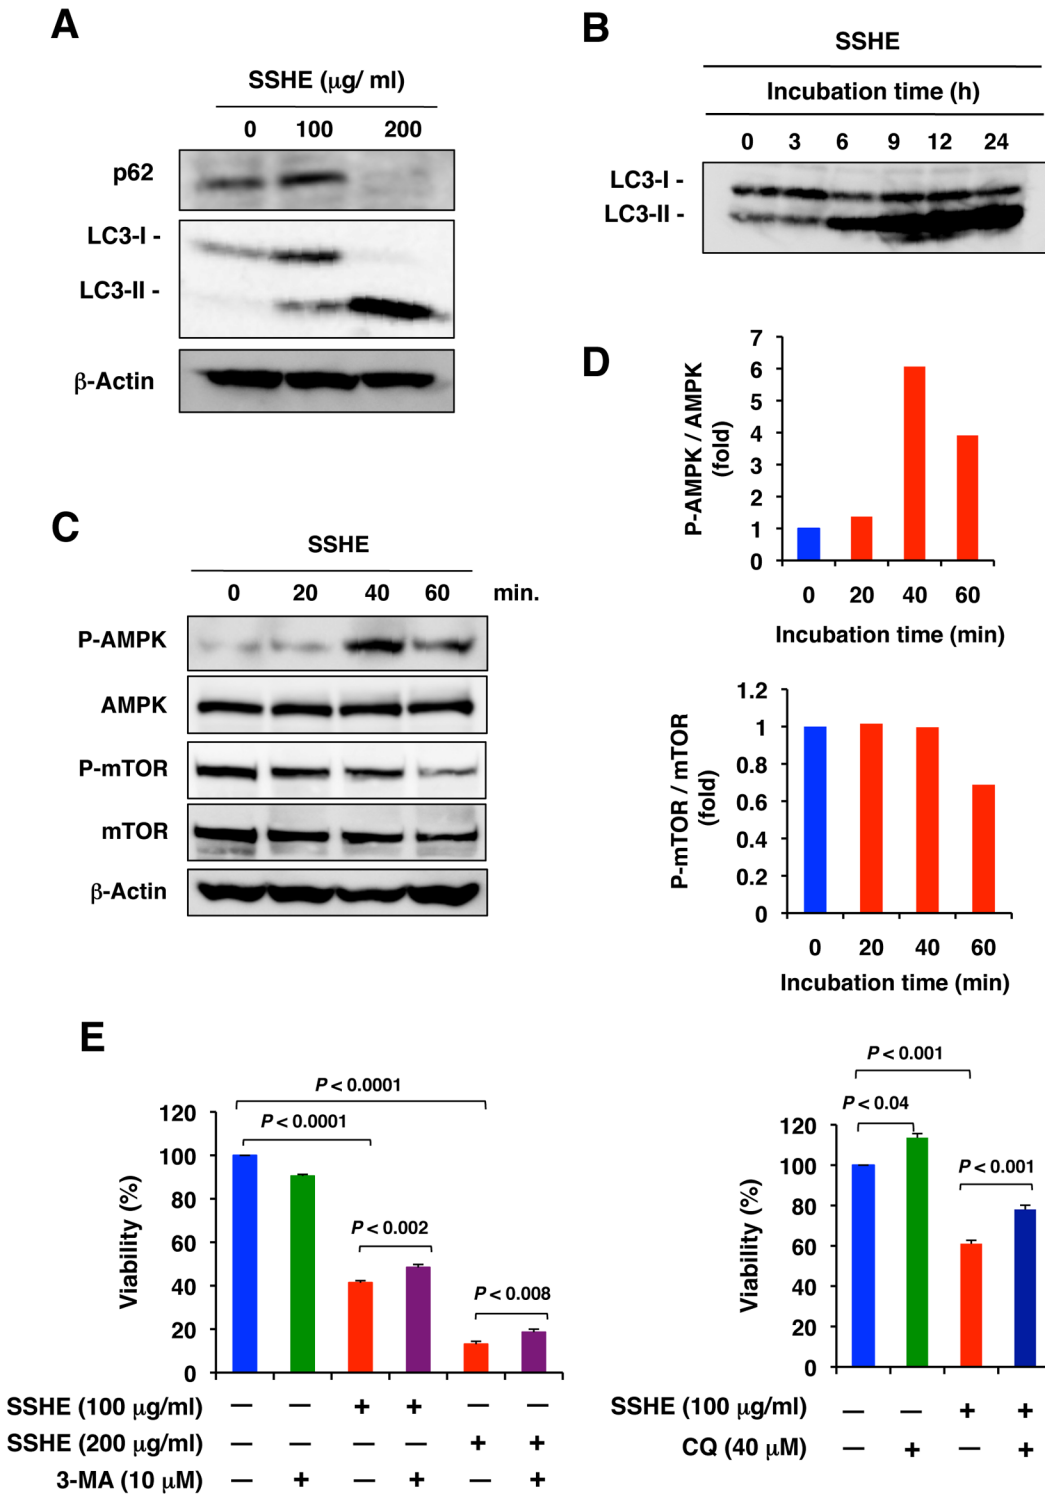 A
SSHE (μg/ ml)
0 100 200
p62
LC3-I -
LC3-II -
β-Actin
B
SSHE
Incubation time (h)
0 3 6 9 12 24
LC3-I -
LC3-II -
C
SSHE
0 20 40 60 min.
P-AMPK
AMPK
P-mTOR
mTOR
β-Actin
D
P-AMPK / AMPK
(fold)
7
6
5
4
3
2
1
0
0 20 40 60
Incubation time (min)
P-mTOR / mTOR
(fold)
1.2
1
0.8
0.6
0.4
0.2
0
0 20 40 60
Incubation time (min)
E
P < 0.0001
P < 0.0001
P < 0.002
P < 0.008
Viability (%)
120
100
80
60
40
20
0
SSHE (100 μg/ml) — — + + — —
SSHE (200 μg/ml) — — — — + +
3-MA (10 μM) — + — + — +
P < 0.001
P < 0.04
P < 0.001
Viability (%)
120
100
80
60
40
20
0
SSHE (100 μg/ml) — — + +
CQ (40 μM) — + — +